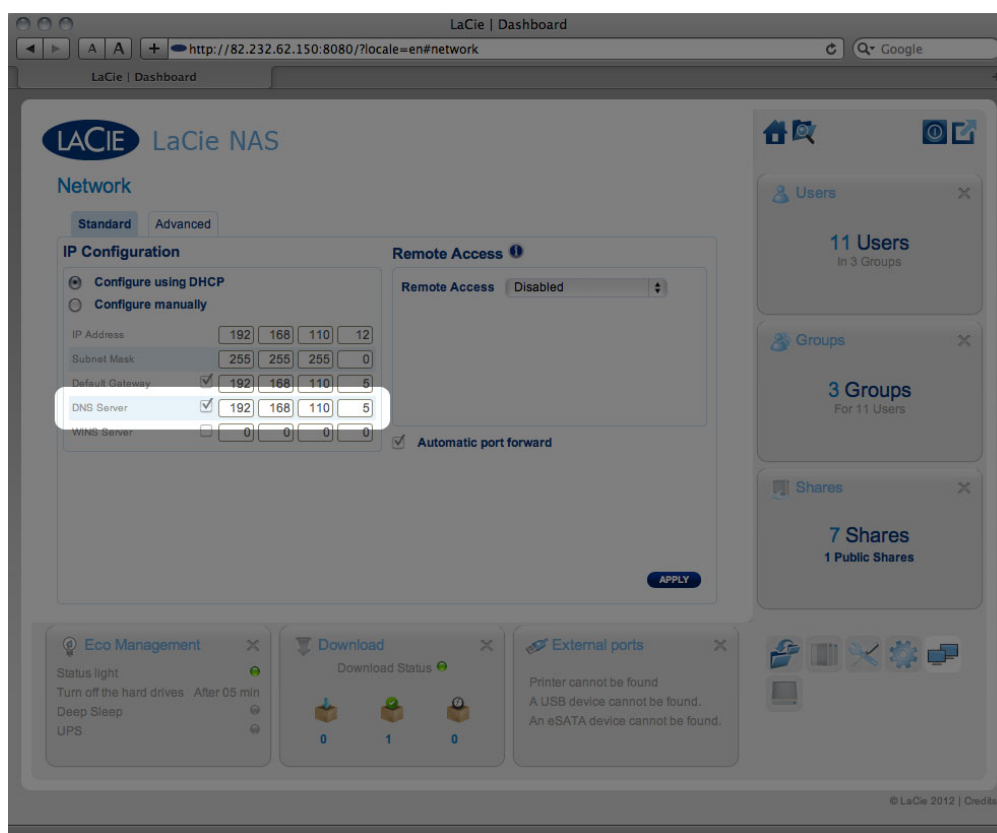 LaCie | Dashboard
A A + http://82.232.62.150:8080/?locale=en#network Google
LaCie | Dashboard
LACIE LaCie NAS
Network
Standard Advanced
IP Configuration
Configure using DHCP
Configure manually
IP Address 192 168 110 12
Subnet Mask 255 255 255 0
Default Gateway 192 168 110 5
DNS Server 192 168 110 5
WINS Server 0 0 0 0
Remote Access
Remote Access Disabled
Automatic port forward
APPLY
Users
11 Users
In 3 Groups
Groups
3 Groups
For 11 Users
Shares
7 Shares
1 Public Shares
Eco Management
Status light
Turn off the hard drives After 05 min
Deep Sleep
UPS
Download
Download Status
0 1 0
External ports
Printer cannot be found
A USB device cannot be found.
An eSATA device cannot be found.
© LaCie 2012 | Credits